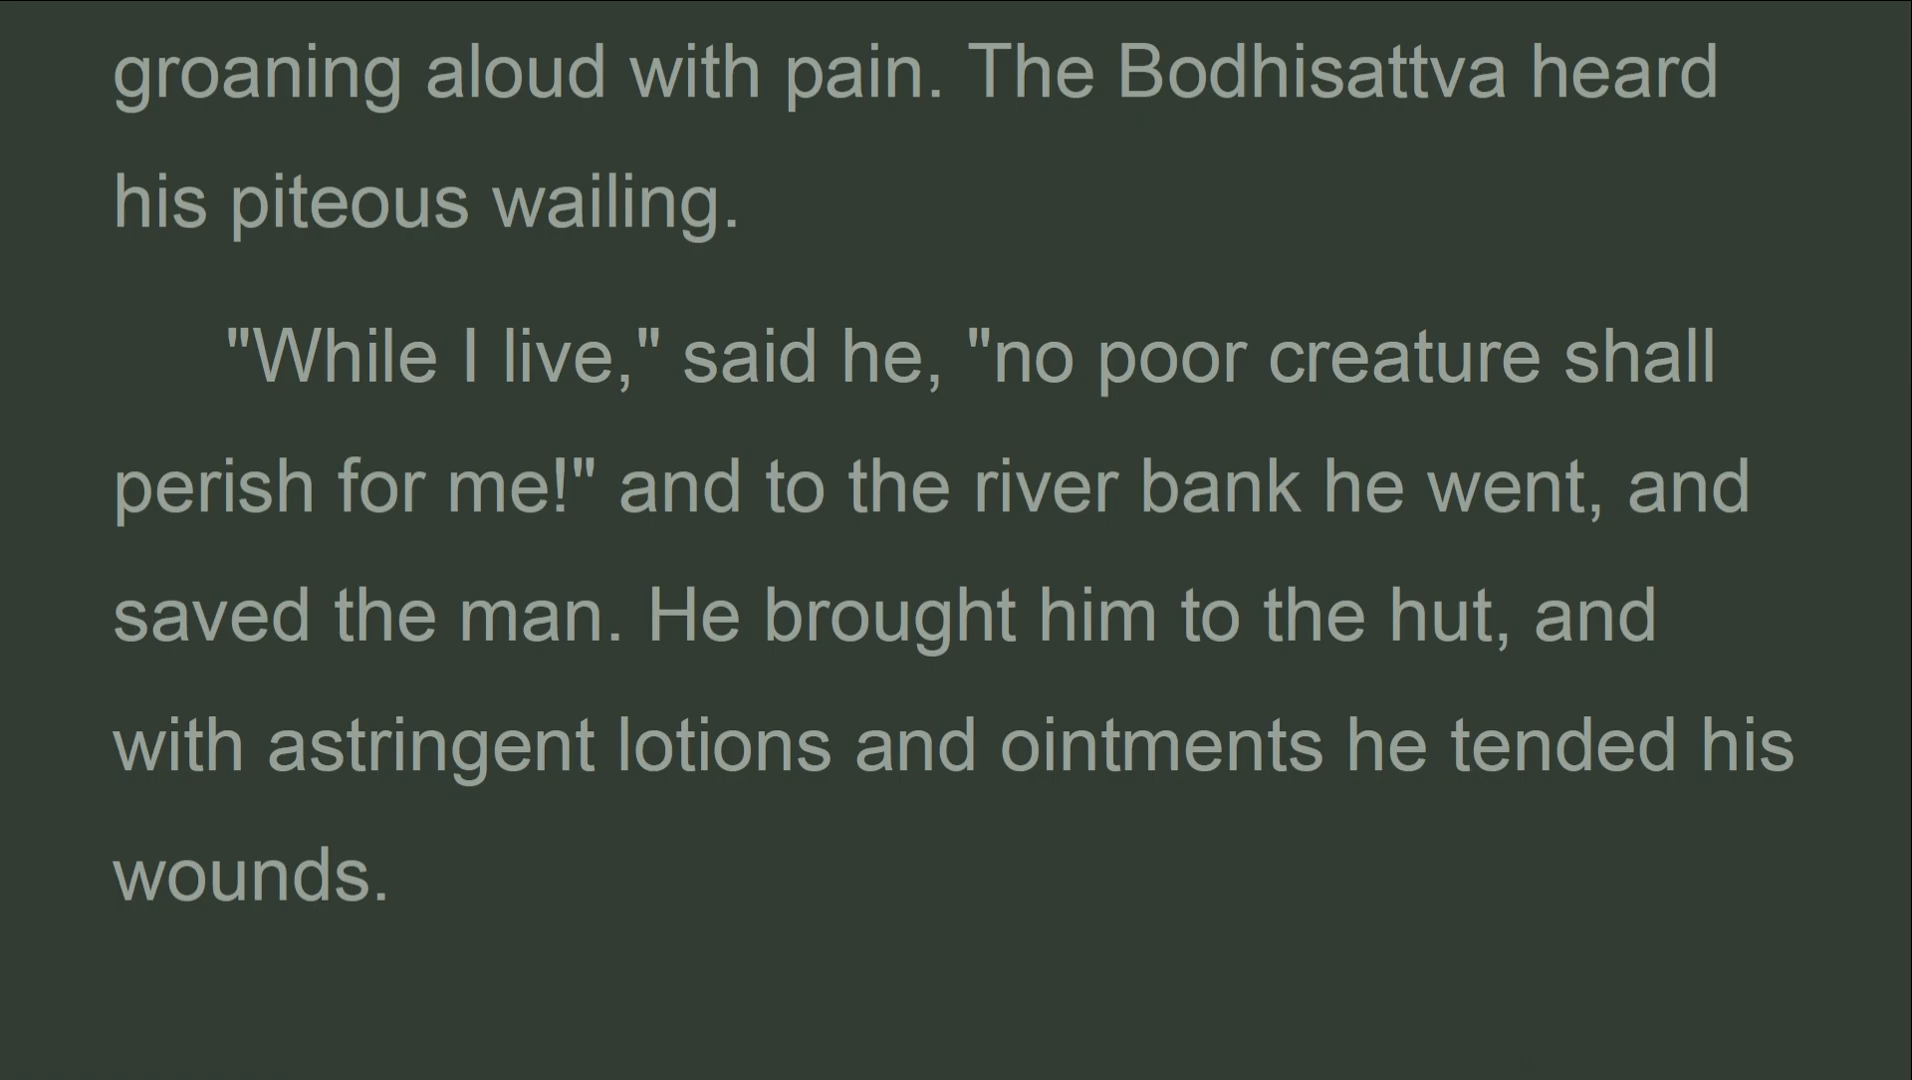 groaning aloud with pain. The Bodhisattva heard
his piteous wailing.
"While I live," said he, "no poor creature shall
perish for me!" and to the river bank he went, and
saved the man. He brought him to the hut, and
with astringent lotions and ointments he tended his
wounds.